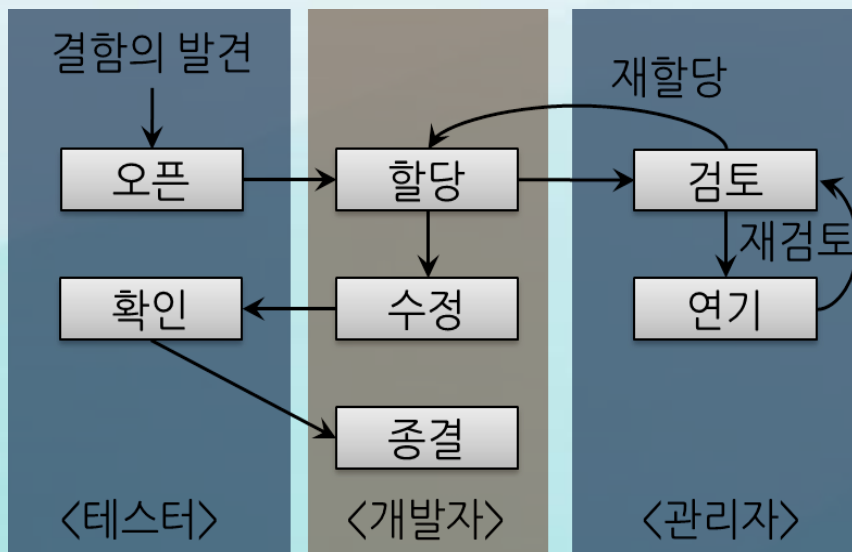 결함의 발견
재할당
오픈
할당
검토
재검토
확인
수정
연기
종결
<테스터>
<개발자>
<관리자>